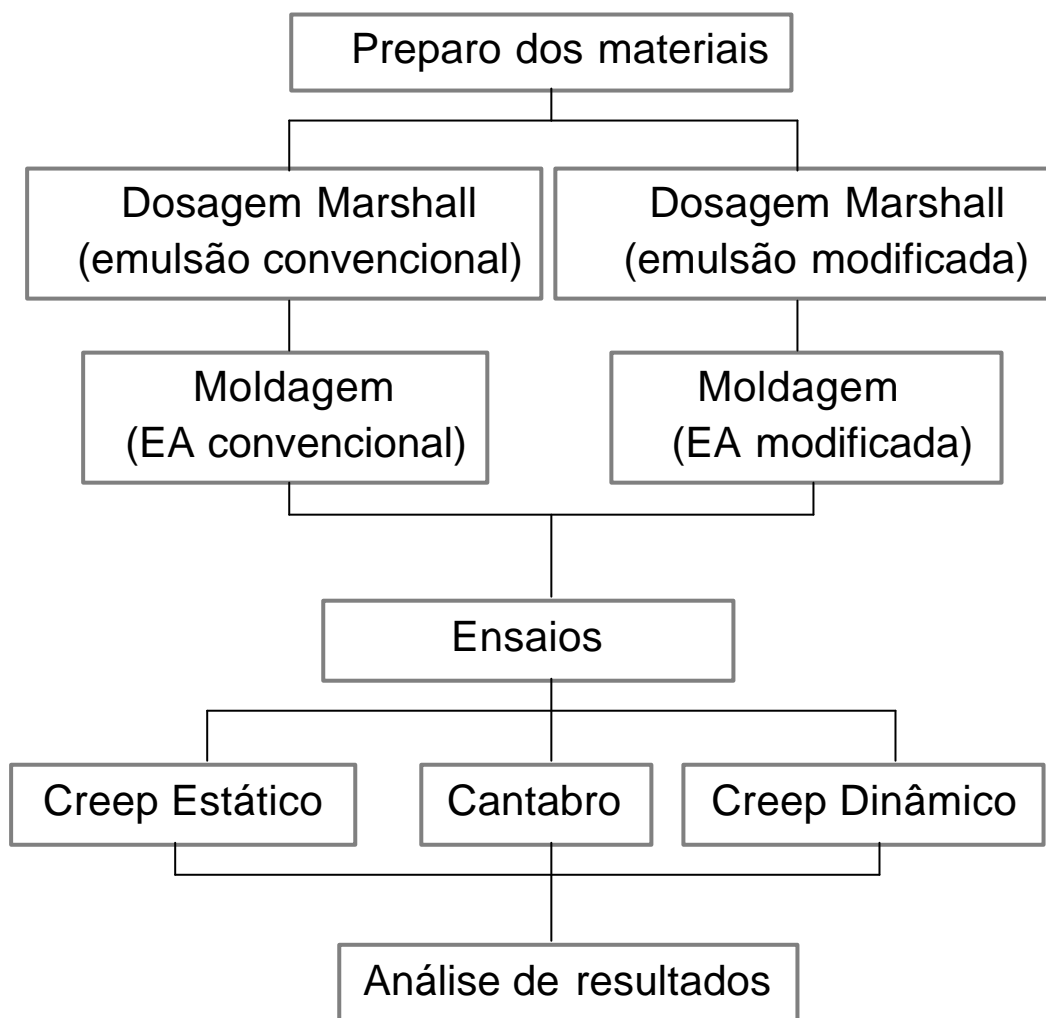 Preparo dos materiais
Dosagem Marshall
(emulsão convencional)
Dosagem Marshall
(emulsão modificada)
Moldagem
(EA convencional)
Moldagem
(EA modificada)
Ensaios
Creep Estático
Cantabro
Creep Dinâmico
Análise de resultados